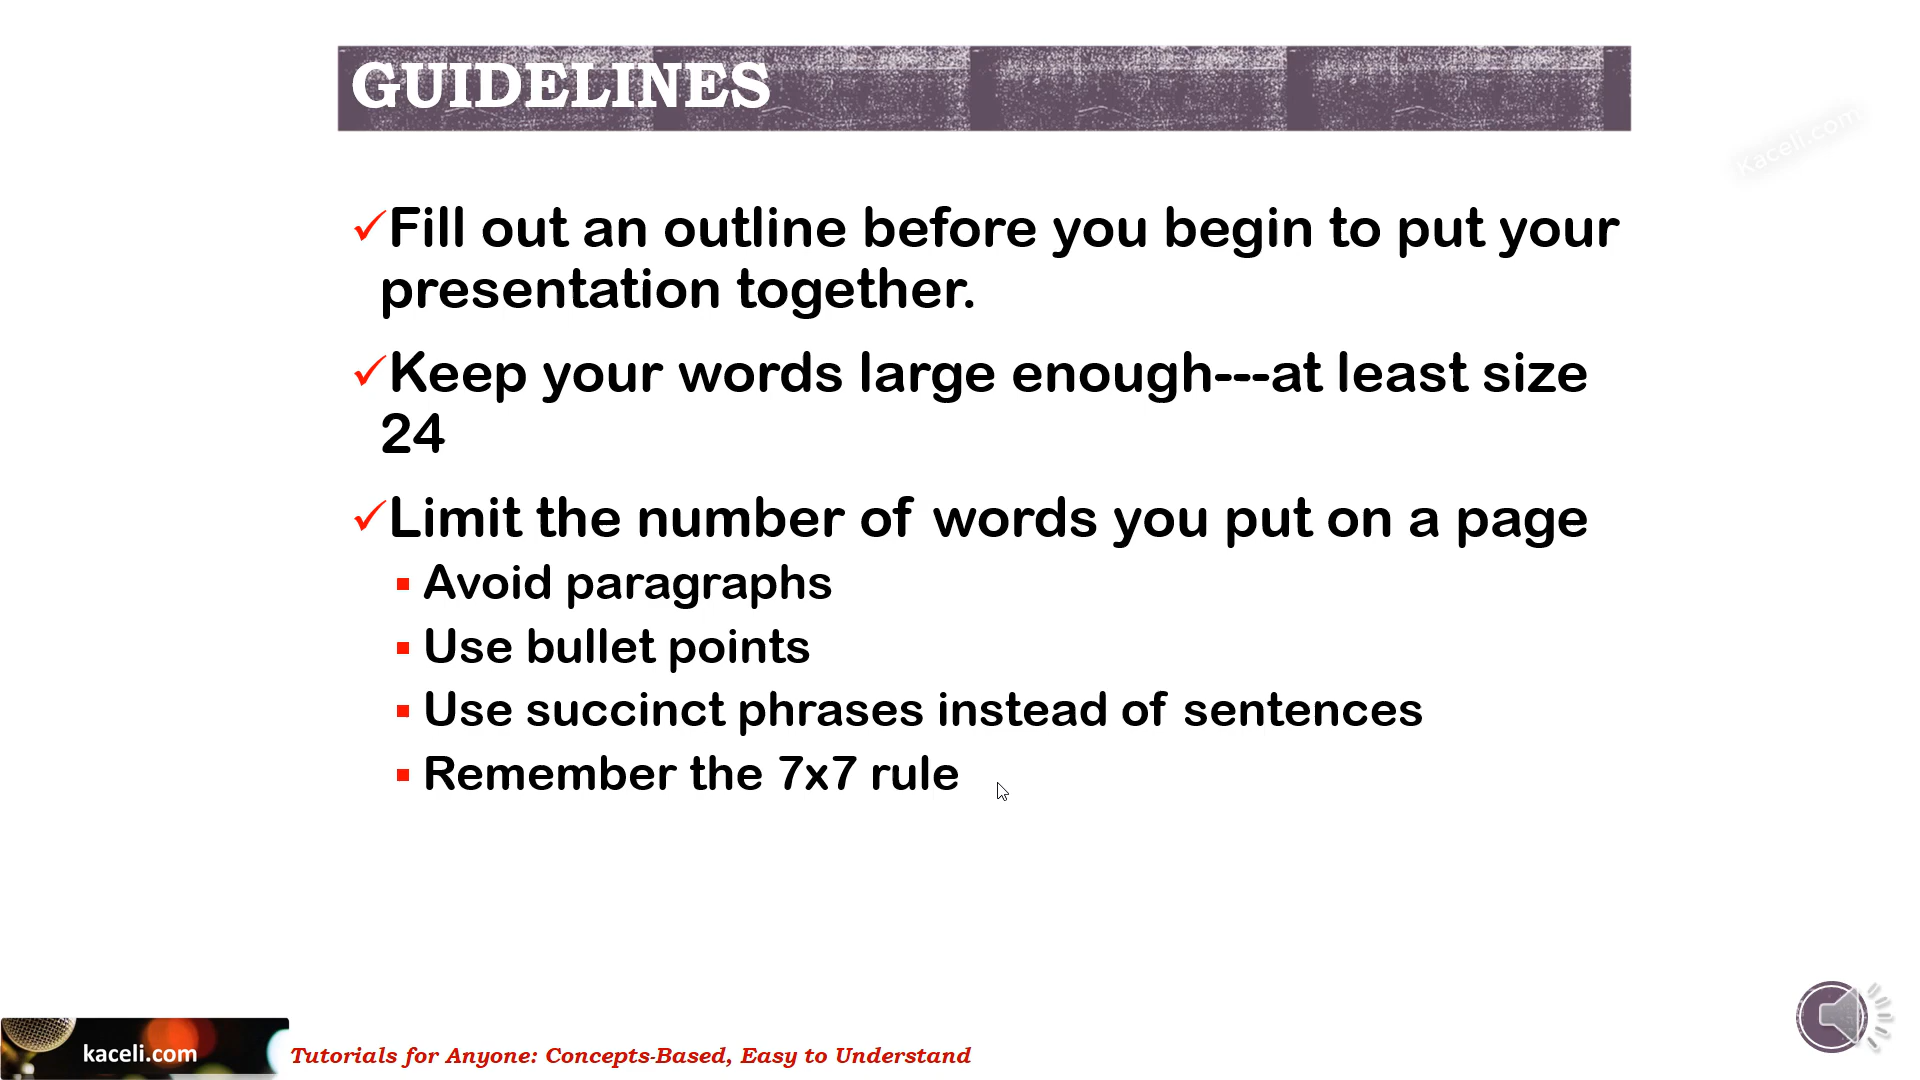 GUIDELINES
Kaceli.com
Fill out an outline before you begin to put your
presentation together.
Keep your words large enough---at least size
24
Limit the number of words you put on a page
Avoid paragraphs
Use bullet points
Use succinct phrases instead of sentences
Remember the 7x7 rule
kaceli.com
Tutorials for Anyone: Concepts-Based, Easy to Understand